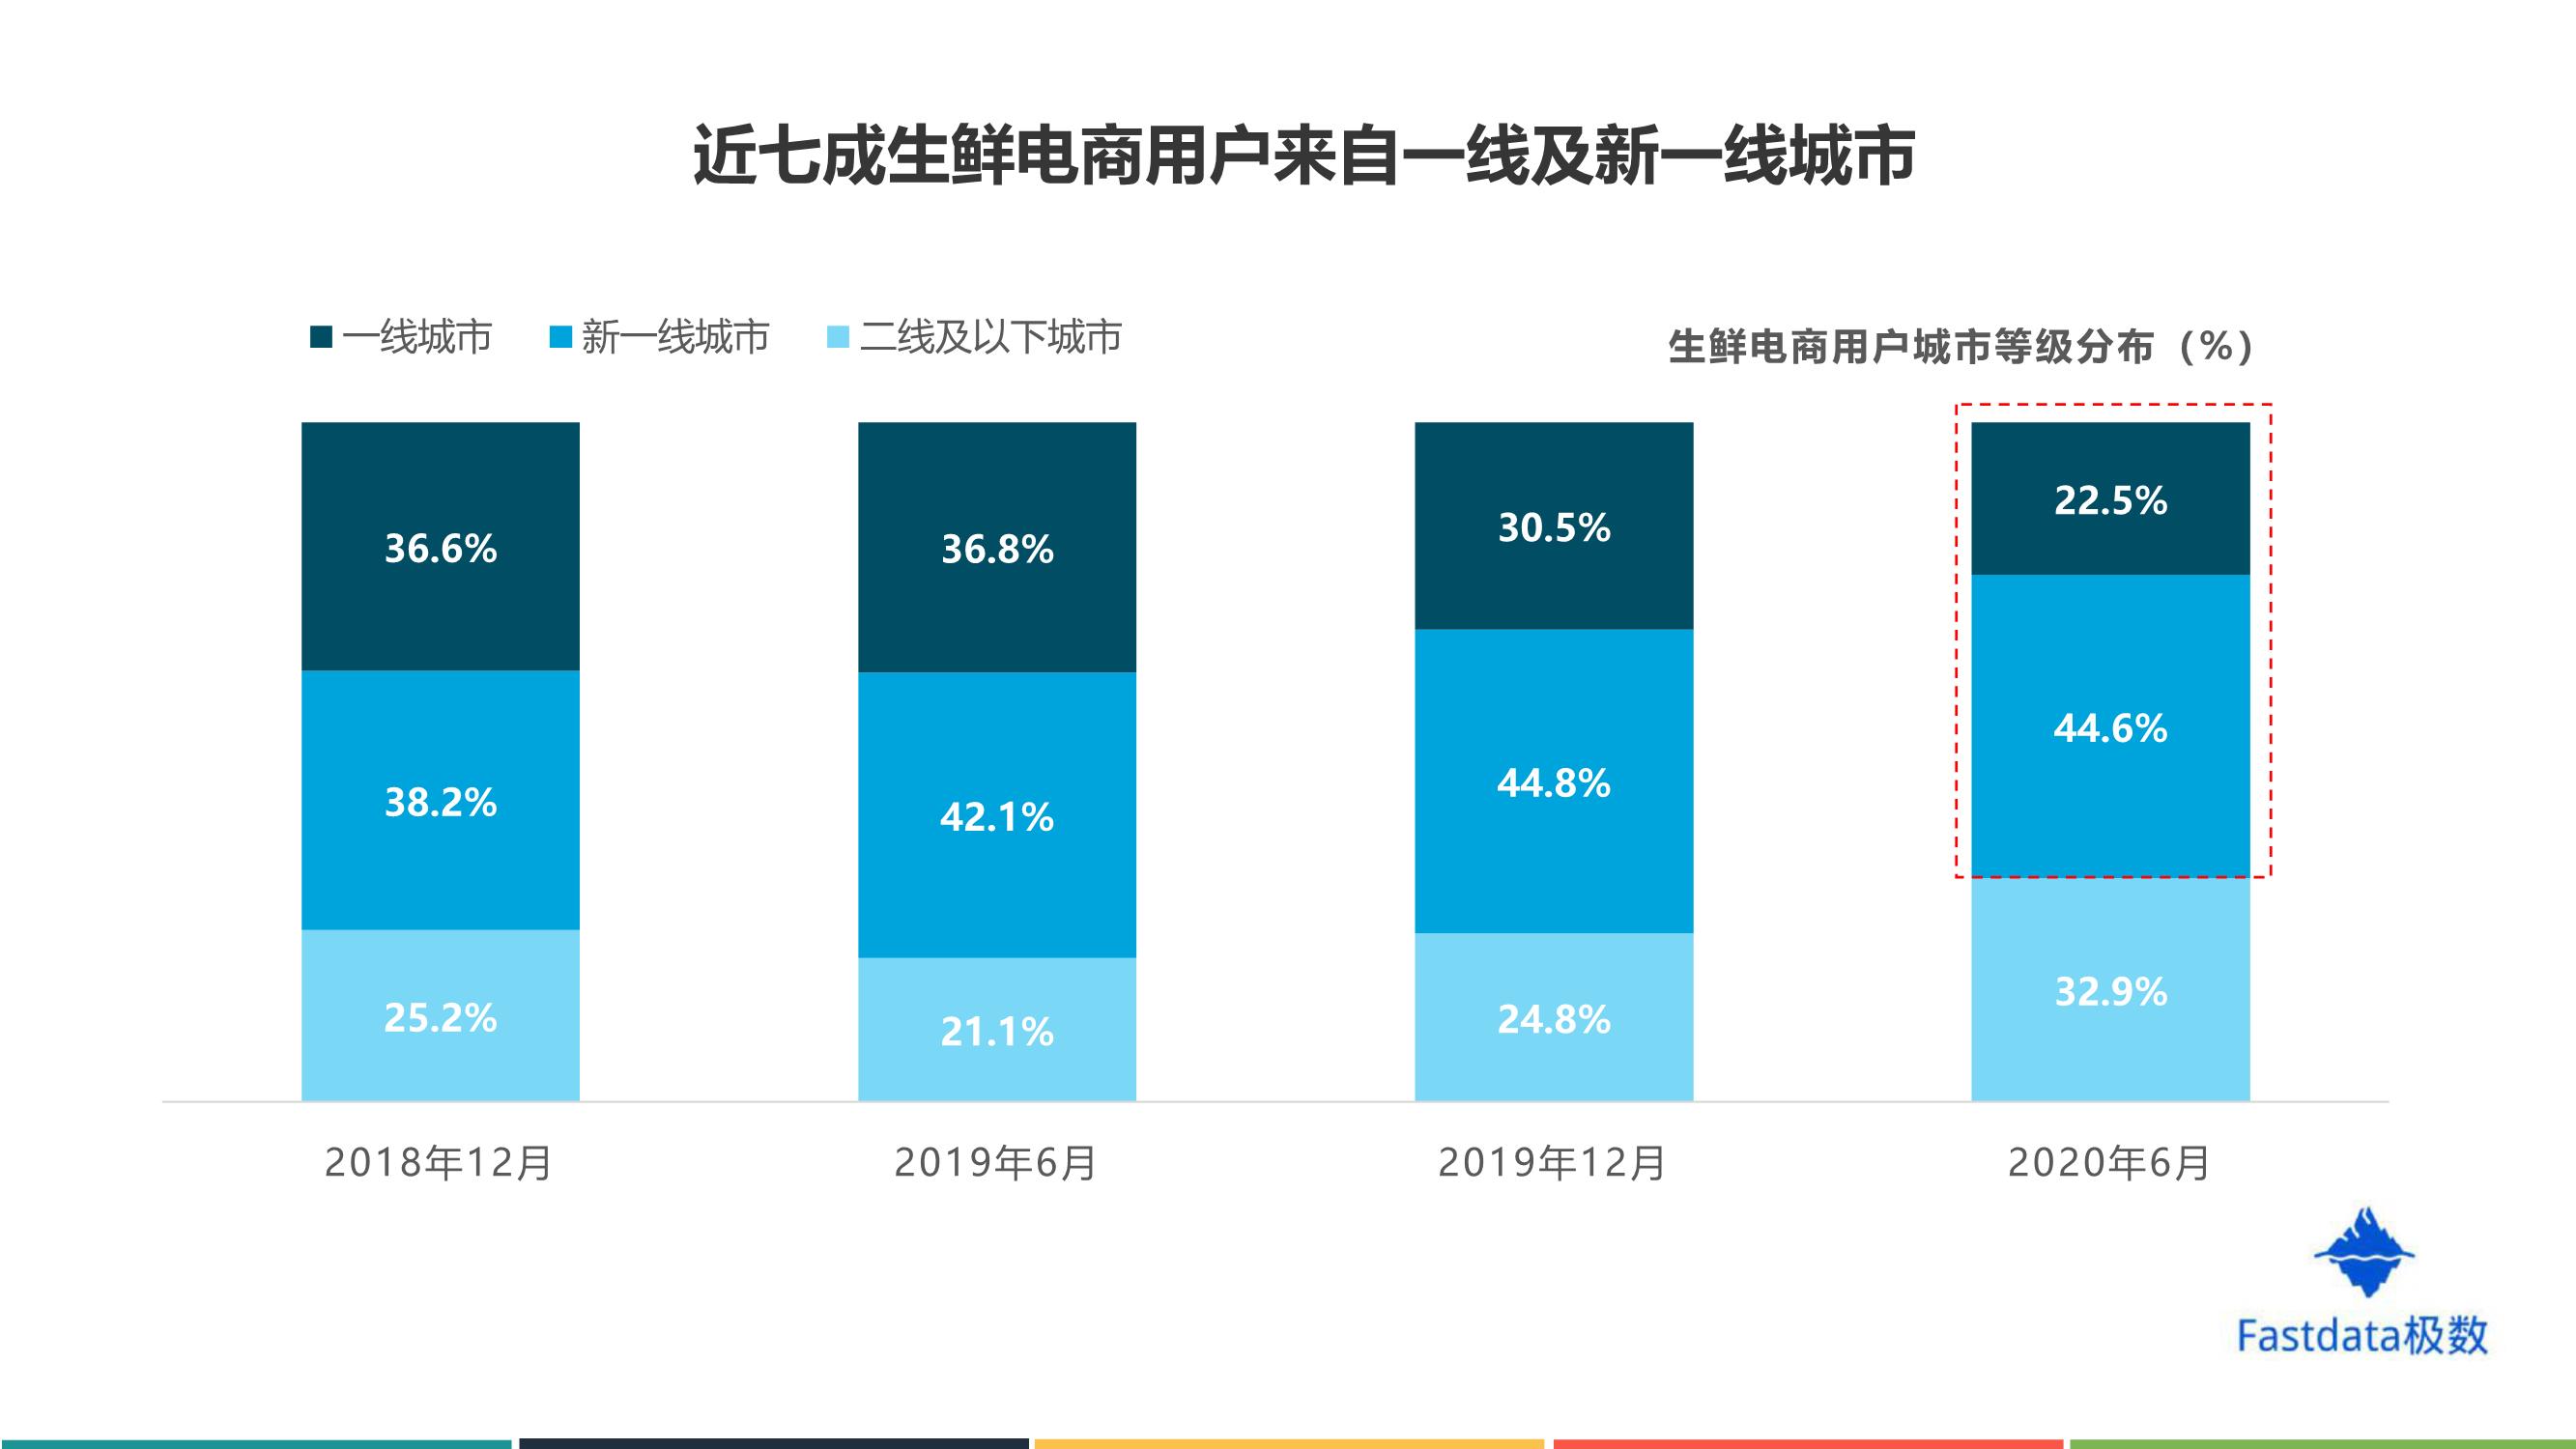 近七成生鲜电商用户来自一线及新一线城市
一线城市 新一线城市 二线及以下城市
生鲜电商用户城市等级分布（%）
36.6% 36.8% 30.5% 22.5%
38.2% 42.1% 44.8% 44.6%
25.2% 21.1% 24.8% 32.9%
2018年12月 2019年6月 2019年12月 2020年6月
Fastdata极数